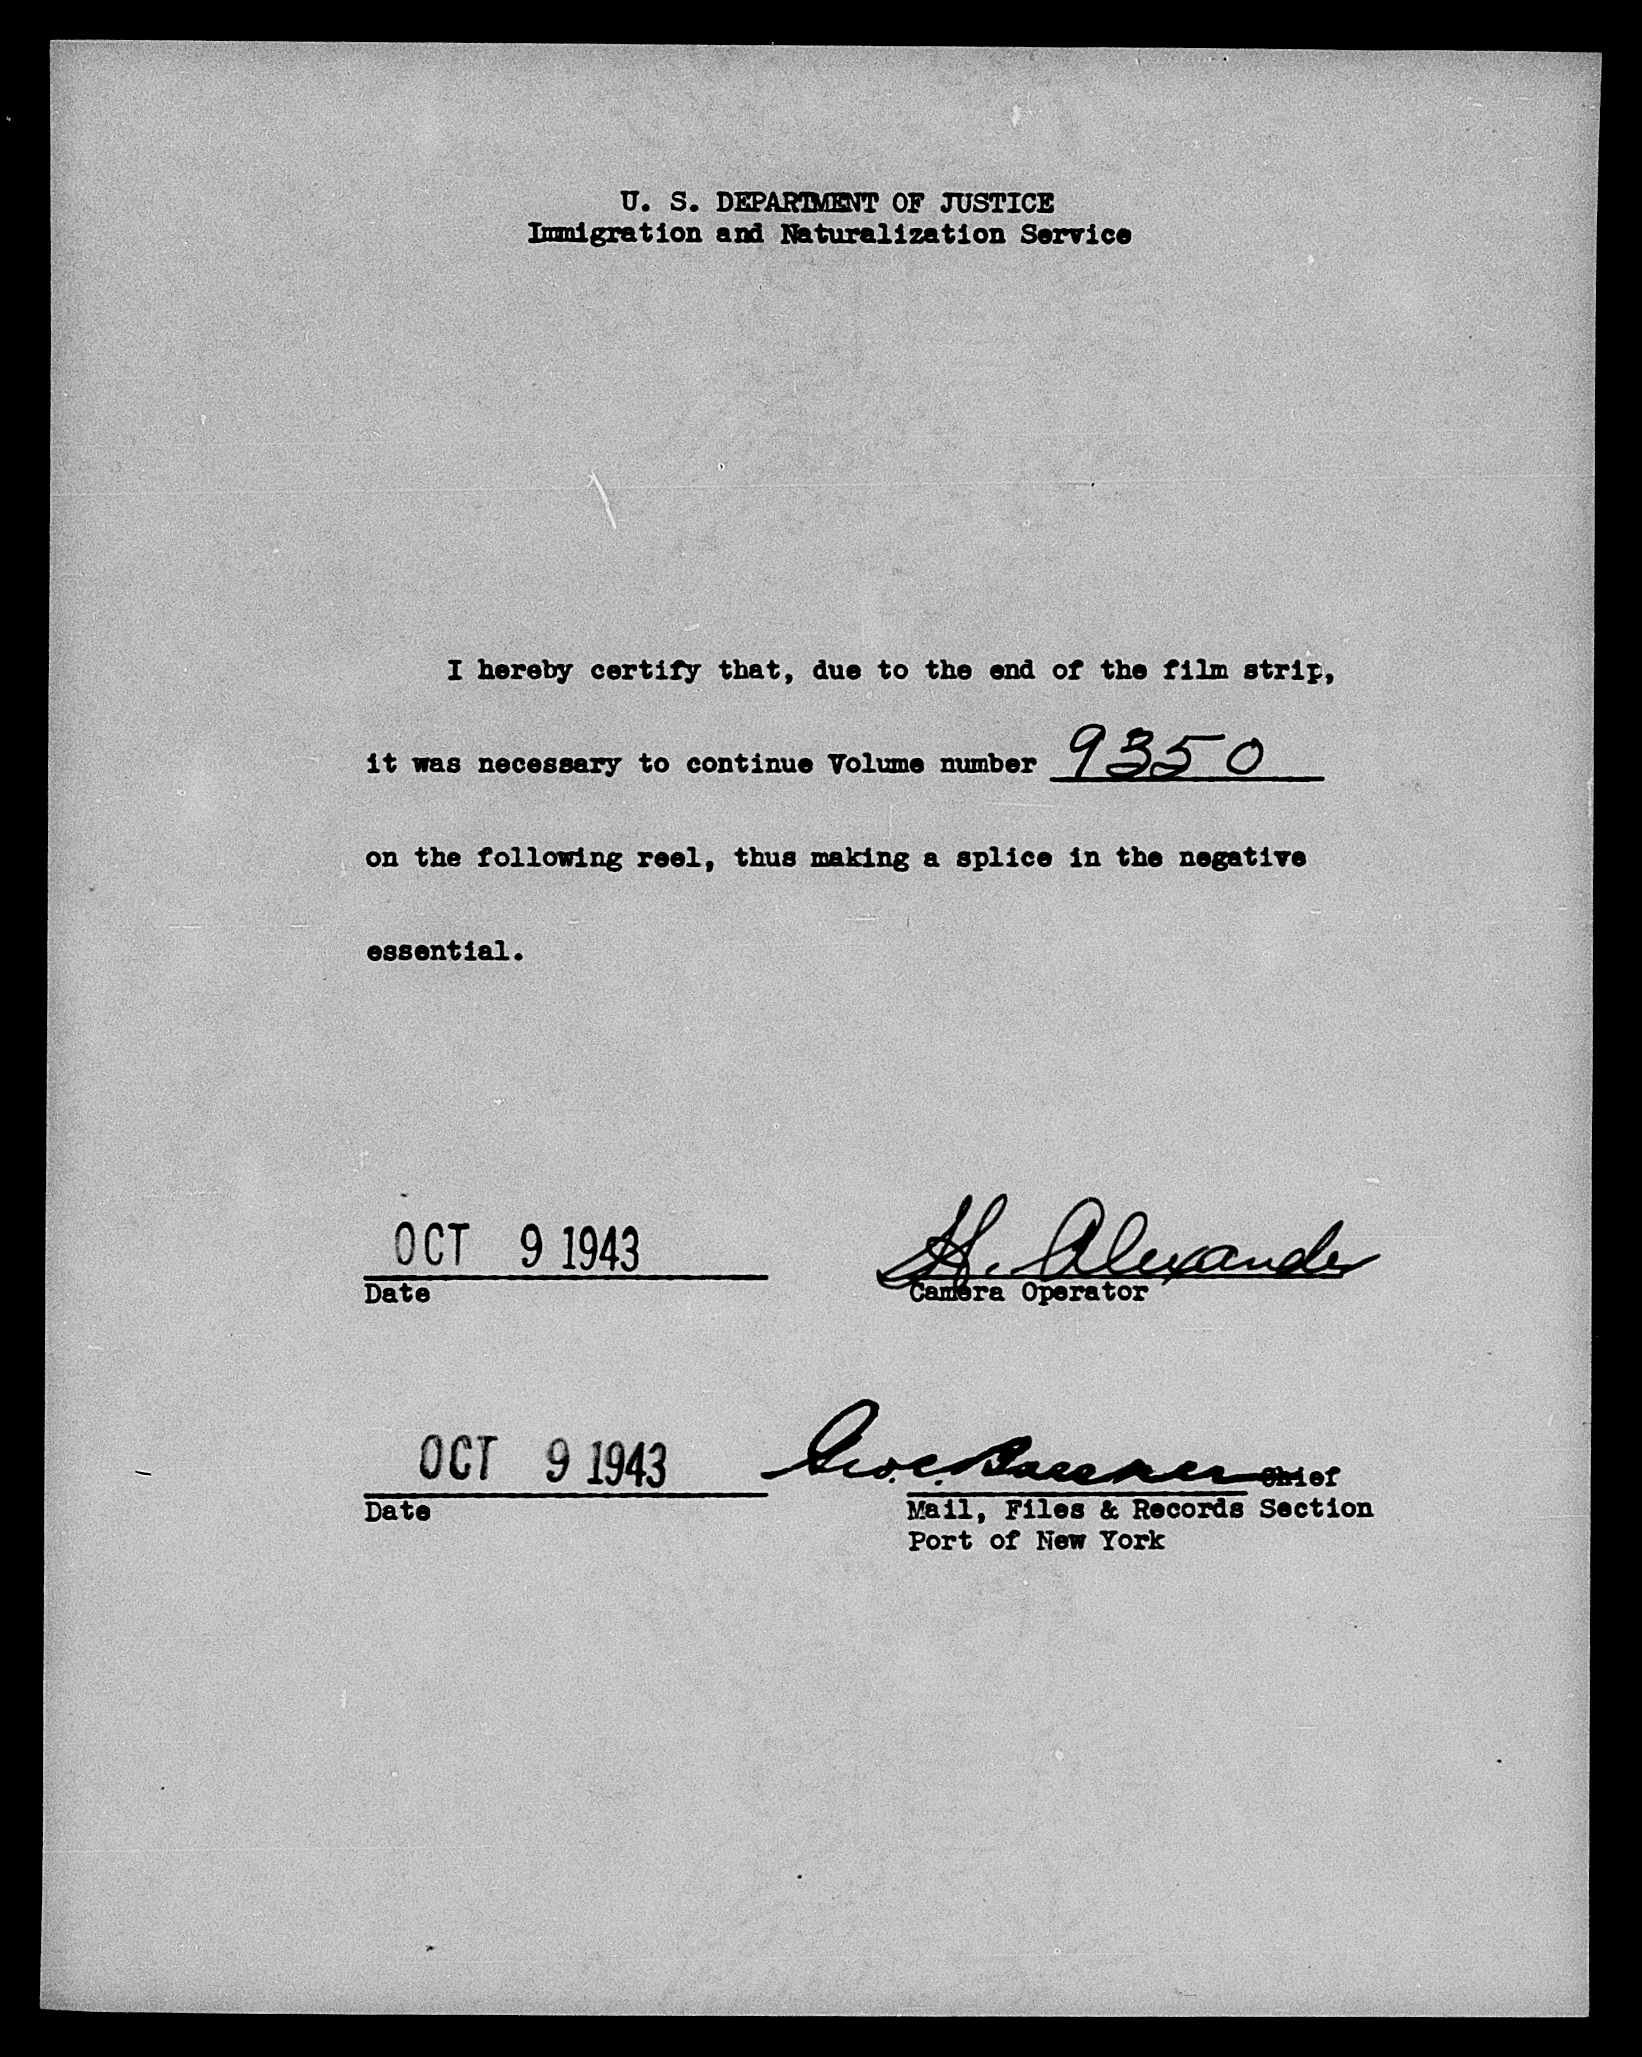 U. S. DEPARTMENT OF JUSTICE
Immigration and Naturalization Service
I hereby certify that, due to the end of the film strip,
it was necessary to continue Volume number 9350
on the following reel, thus making a splice in the negative
essential.
OCT 9 1943 H. Alexander
Date Camera Operator
OCT 9 1943 Geo. C. Chief
Date Mail, Files & Records Section
Port of New York